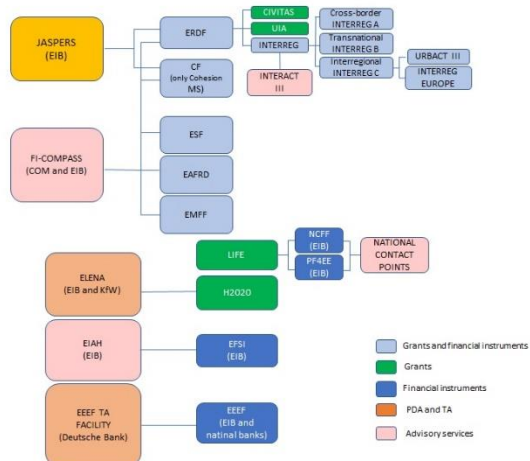 JASPERS
(EIB)
ERDF
CIVITAS
UIA
INTERREG
INTERACT
III
Cross-border
INTERREG A
Transnational
INTERREG B
Interregional
INTERREG C
URBACT III
INTERREG
EUROPE
CF
(only Cohesion
MS)
FI-COMPASS
(COM and EIB)
ESF
EAFRD
EMFF
ELENA
(EIB and KfW)
LIFE
NCFF
(EIB)
PF4EE
(EIB)
NATIONAL
CONTACT
POINTS
H2020
EIAH
(EIB)
EFSI
(EIB)
EEEF TA
FACILITY
(Deutsche Bank)
EEEF
(EIB and
natinal banks)
Grants and financial instruments
Grants
Financial instruments
PDA and TA
Advisory services